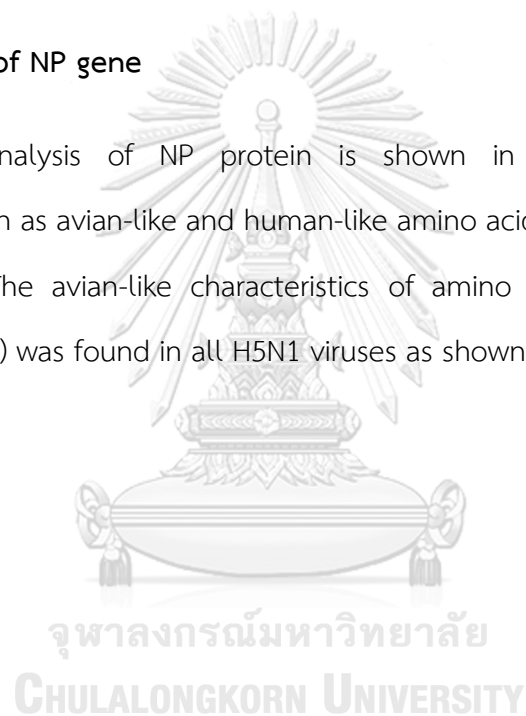 of NP gene
nalysis of NP protein is shown in
n as avian-like and human-like amino acid
he avian-like characteristics of amino
) was found in all H5N1 viruses as shown
จุฬาลงกรณ์มหาวิทยาลัย
CHULALONGKORN UNIVERSITY